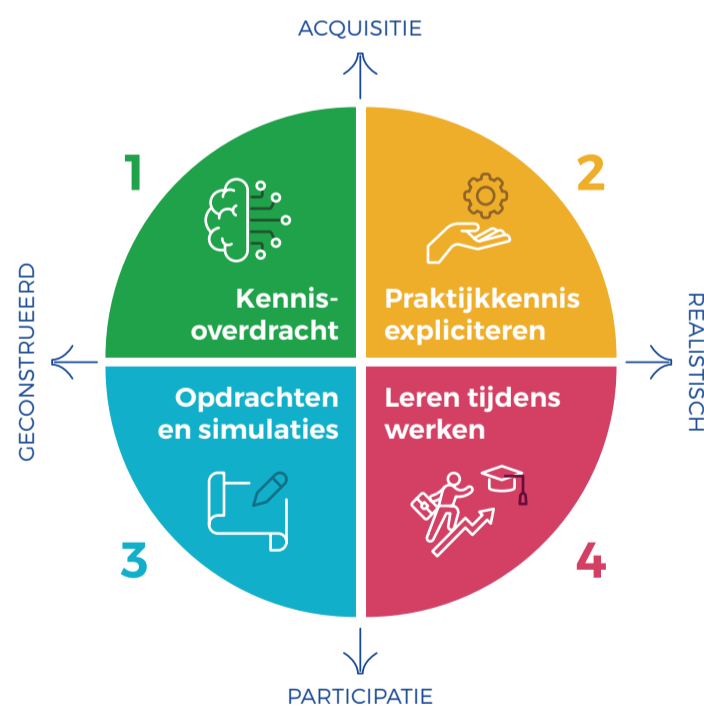 ACQUISITIE
1
2
Kennis-
overdracht
Praktijkkennis
expliciteren
GECONSTRUEERD
REALISTISCH
Opdrachten
en simulaties
Leren tijdens
werken
3
4
PARTICIPATIE